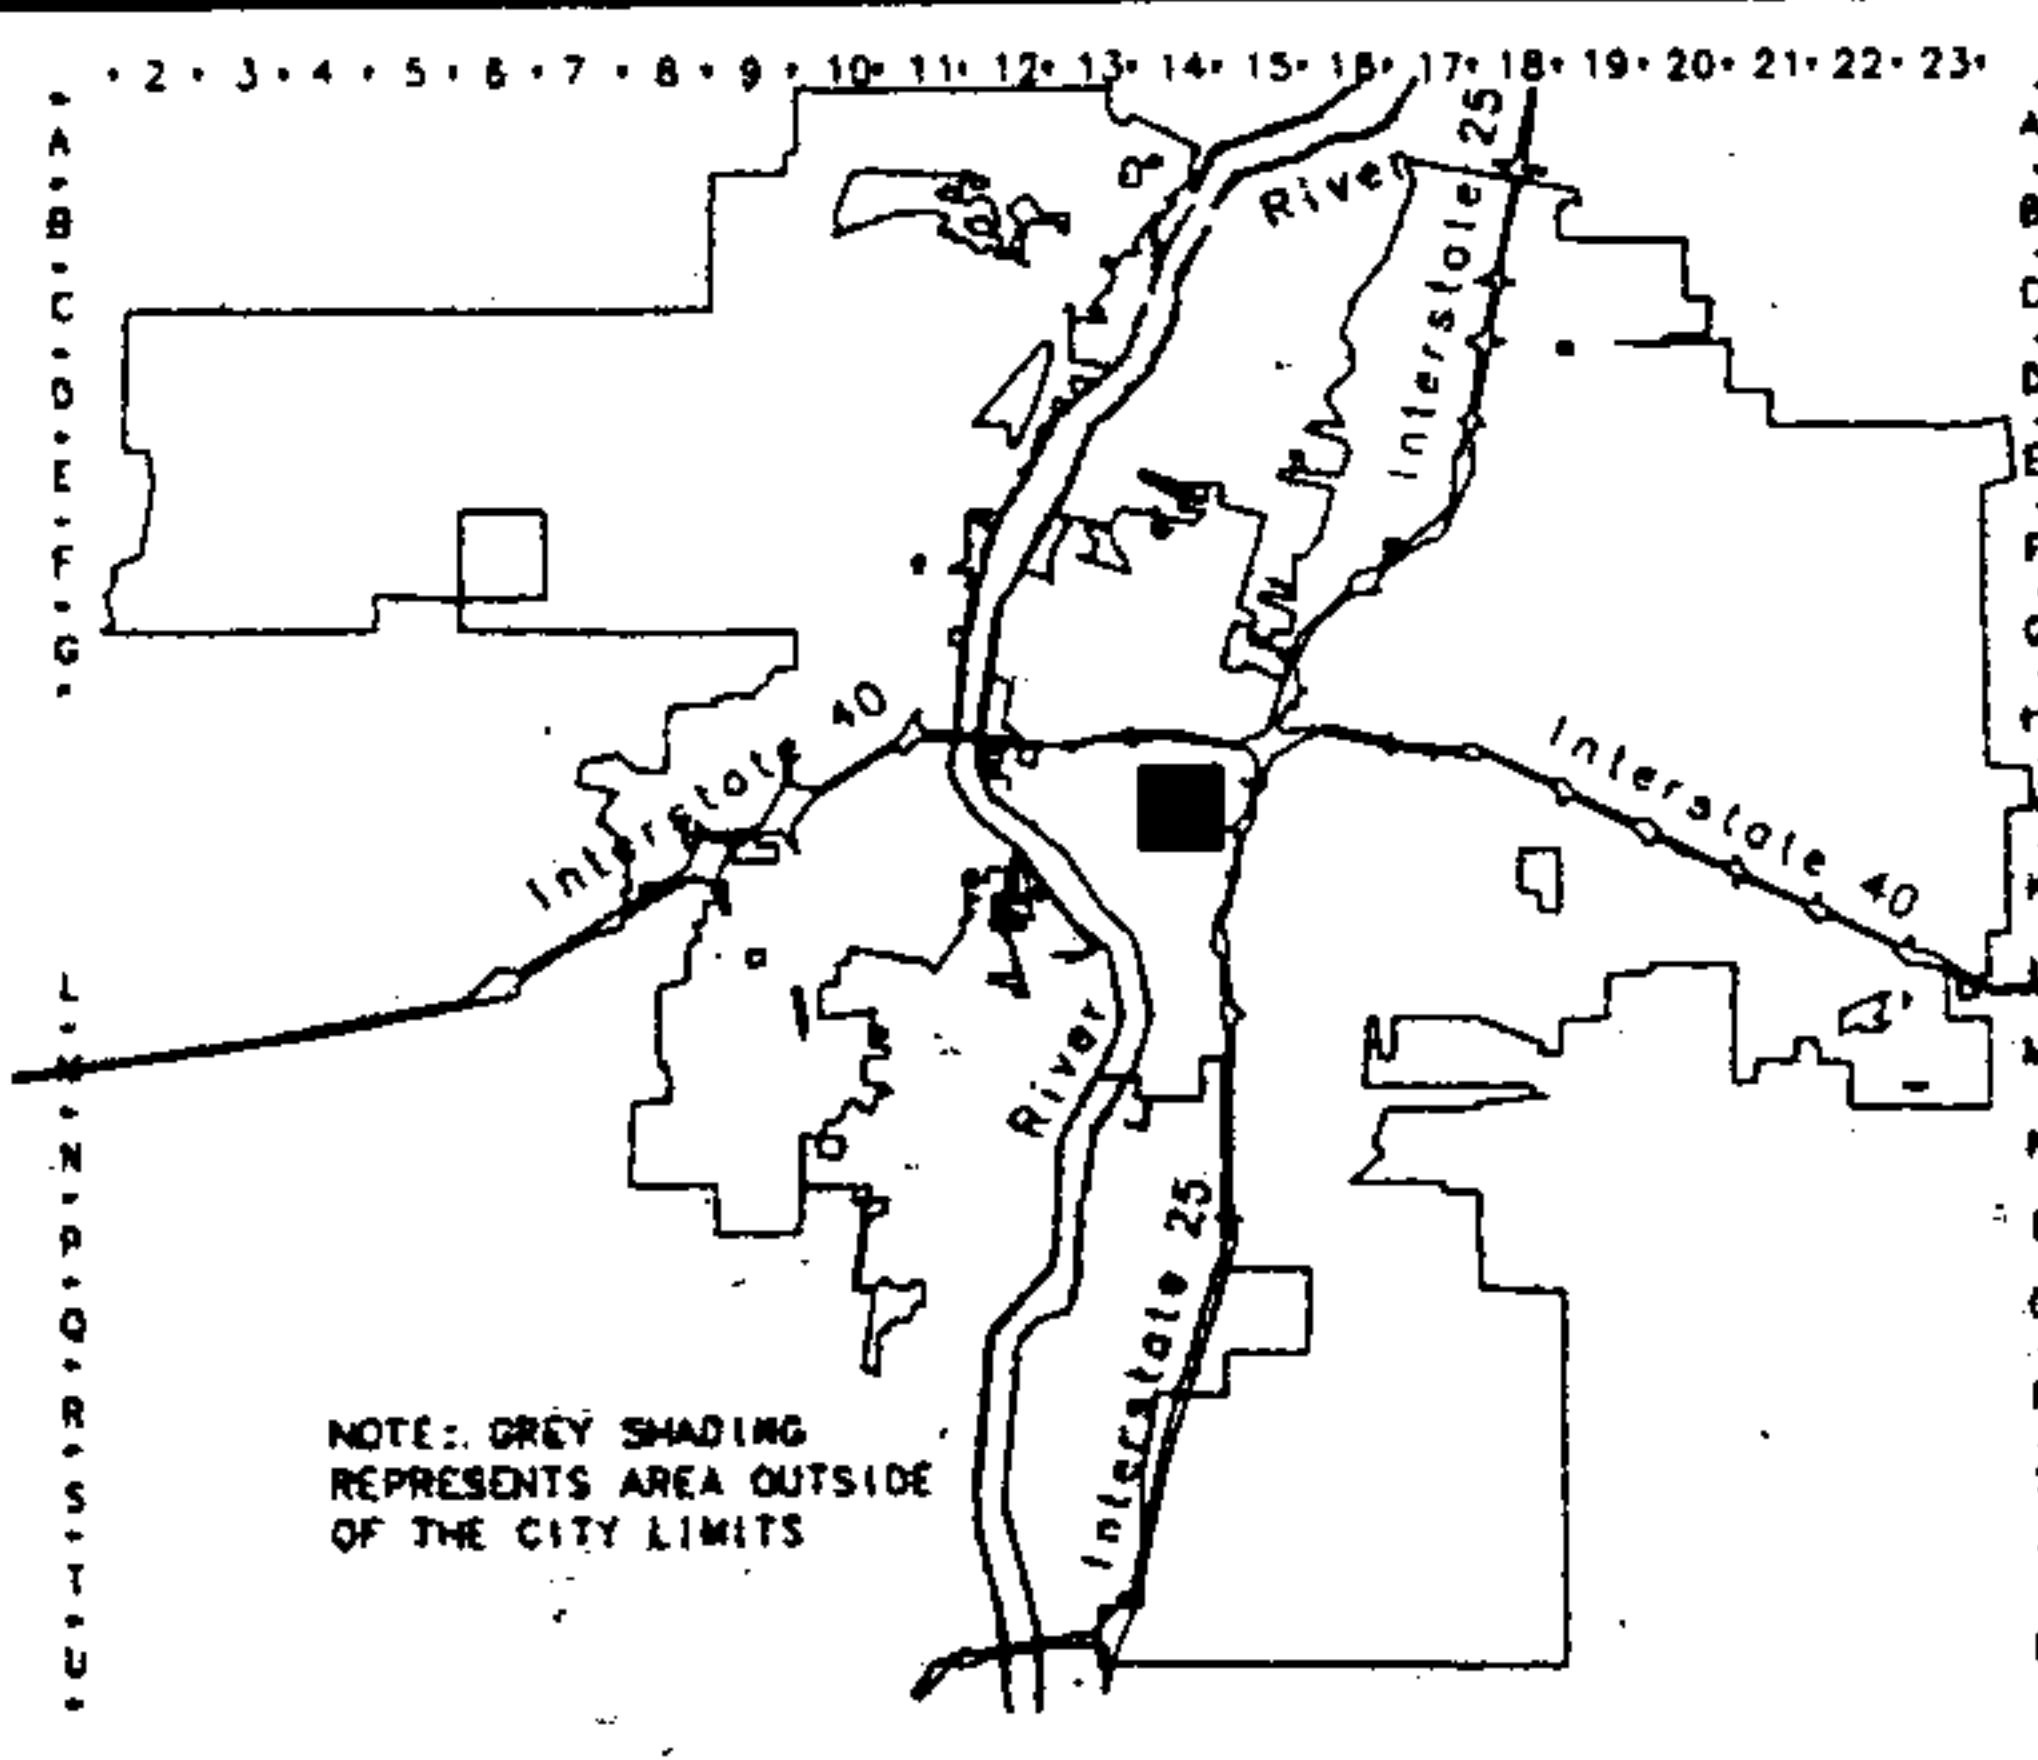 2 3 4 5 6 7 8 9 10 11 12 13 14 15 16 17 18 19 20 21 22 23
A
B
C
D
E
F
G
L
M
N
P
Q
R
S
T
U
River
Interstate 25
Interstate 40
Interstate 40
River
Interstate 25
NOTE: GREY SHADING
REPRESENTS AREA OUTSIDE
OF THE CITY LIMITS